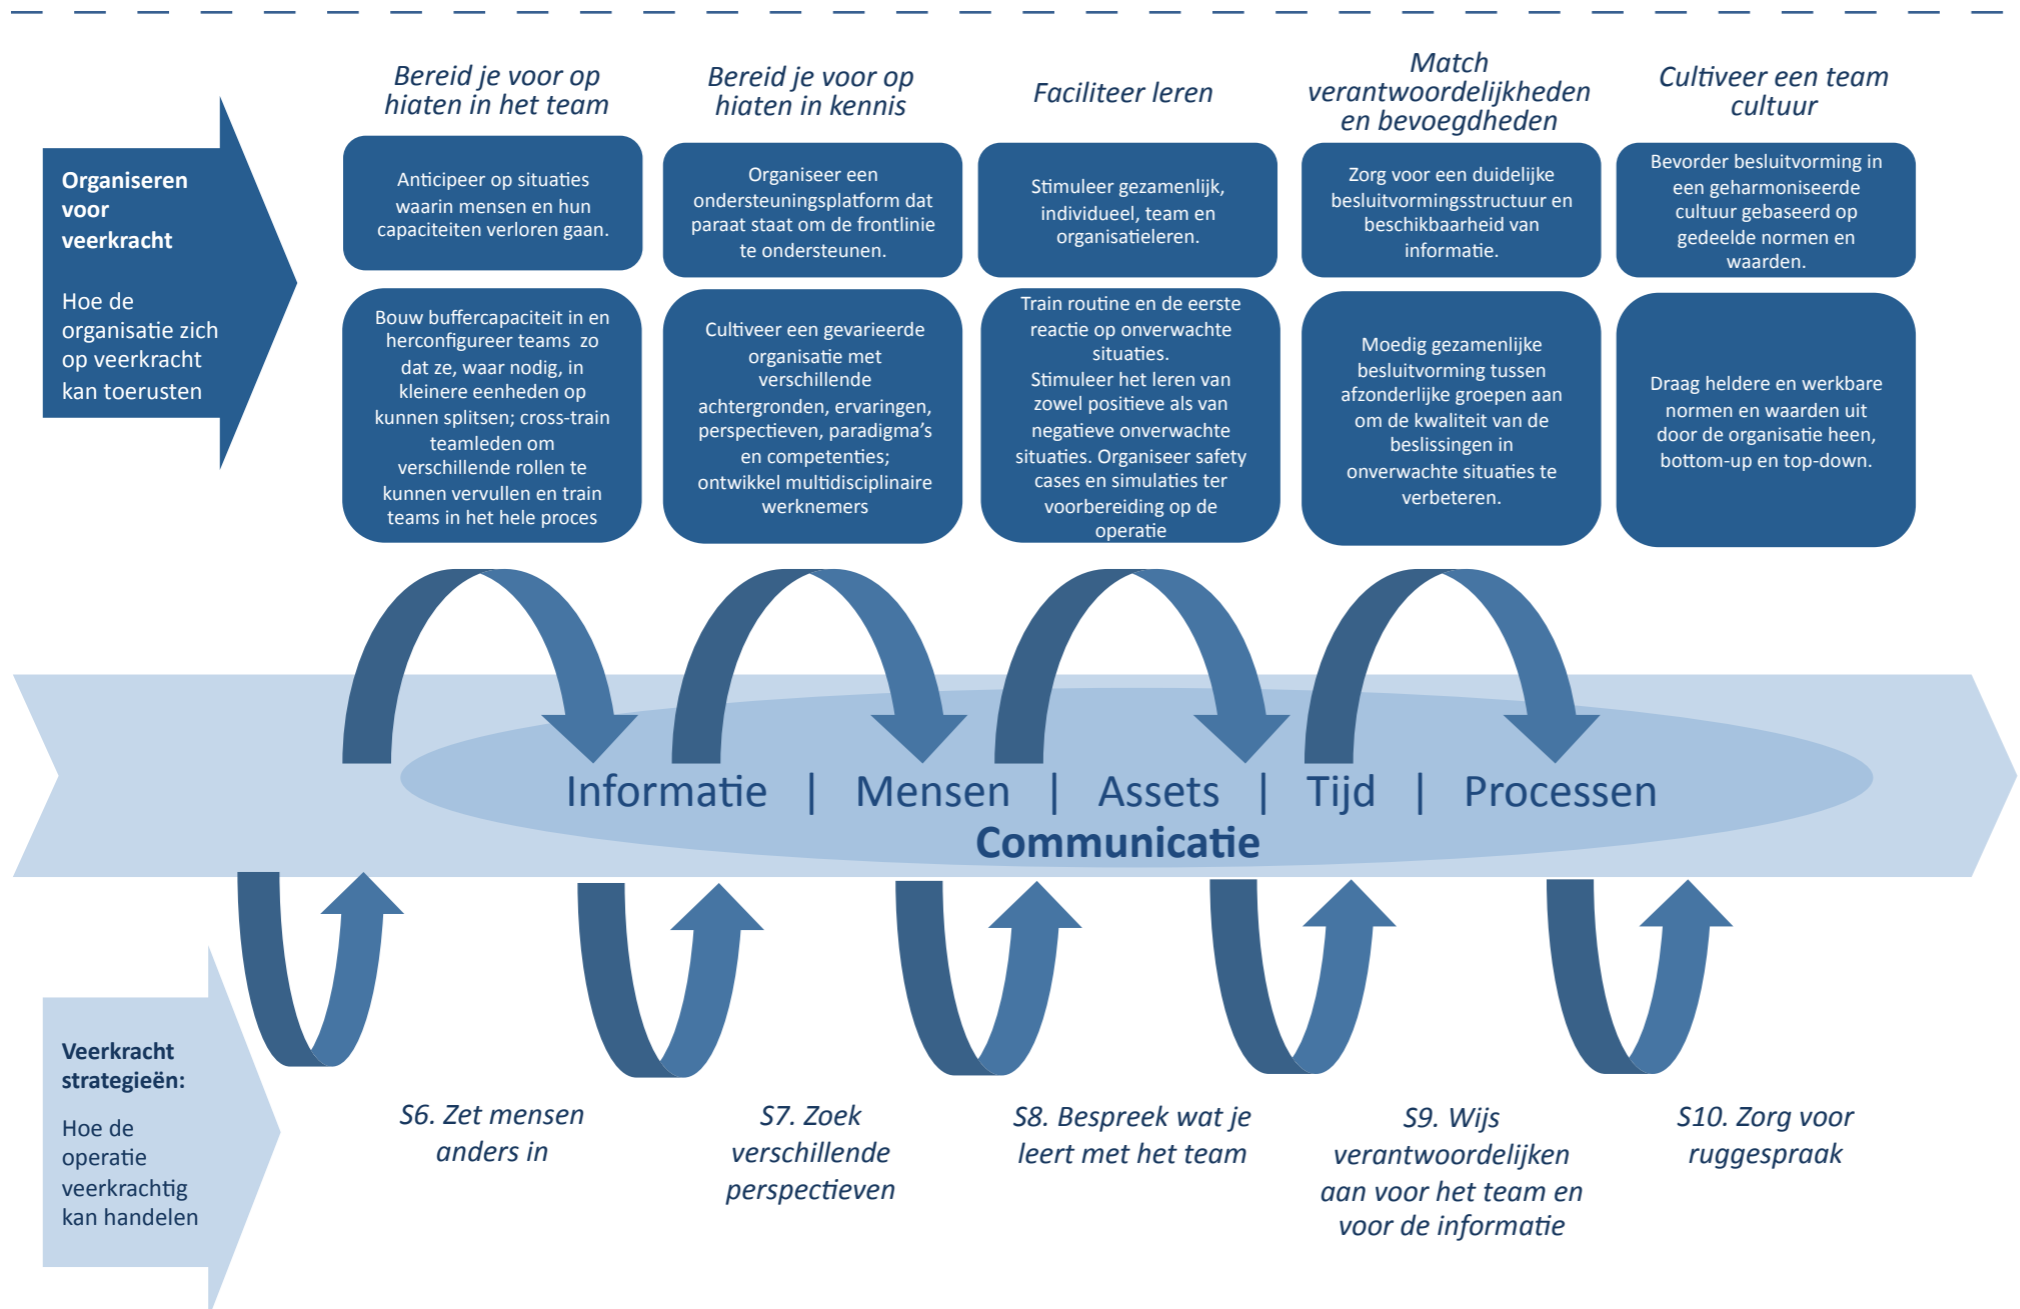 Bereid je voor op
hiaten in het team
Bereid je voor op
hiaten in kennis
Faciliteer leren
Match
verantwoordelijkheden
en bevoegdheden
Cultiveer een team
cultuur
Organiseren
voor
veerkracht
Hoe de
organisatie zich
op veerkracht
kan toerusten
Anticipeer op situaties
waarin mensen en hun
capaciteiten verloren gaan.
Organiseer een
ondersteuningsplatform dat
paraat staat om de frontlinie
te ondersteunen.
Stimuleer gezamenlijk,
individueel, team en
organisatieleren.
Zorg voor een duidelijke
besluitvormingsstructuur en
beschikbaarheid van
informatie.
Bevorder besluitvorming in
een geharmoniseerde
cultuur gebaseerd op
gedeelde normen en
waarden.
Bouw buffercapaciteit in en
herconfigureer teams zo
dat ze, waar nodig, in
kleinere eenheden op
kunnen splitsen; cross-train
teamleden om
verschillende rollen te
kunnen vervullen en train
teams in het hele proces
Cultiveer een gevarieerde
organisatie met
verschillende
achtergronden, ervaringen,
perspectieven, paradigma's
en competenties;
ontwikkel multidisciplinaire
werknemers
Train routine en de eerste
reactie op onverwachte
situaties.
Stimuleer het leren van
zowel positieve als van
negatieve onverwachte
situaties. Organiseer safety
cases en simulaties ter
voorbereiding op de
operatie
Moedig gezamenlijke
besluitvorming tussen
afzonderlijke groepen aan
om de kwaliteit van de
beslissingen in
onverwachte situaties te
verbeteren.
Draag heldere en werkbare
normen en waarden uit
door de organisatie heen,
bottom-up en top-down.
Informatie | Mensen | Assets | Tijd | Processen
Communicatie
Veerkracht
strategieën:
Hoe de
operatie
veerkrachtig
kan handelen
S6. Zet mensen
anders in
S7. Zoek
verschillende
perspectieven
S8. Bespreek wat je
leert met het team
S9. Wijs
verantwoordelijken
aan voor het team en
voor de informatie
S10. Zorg voor
ruggespraak